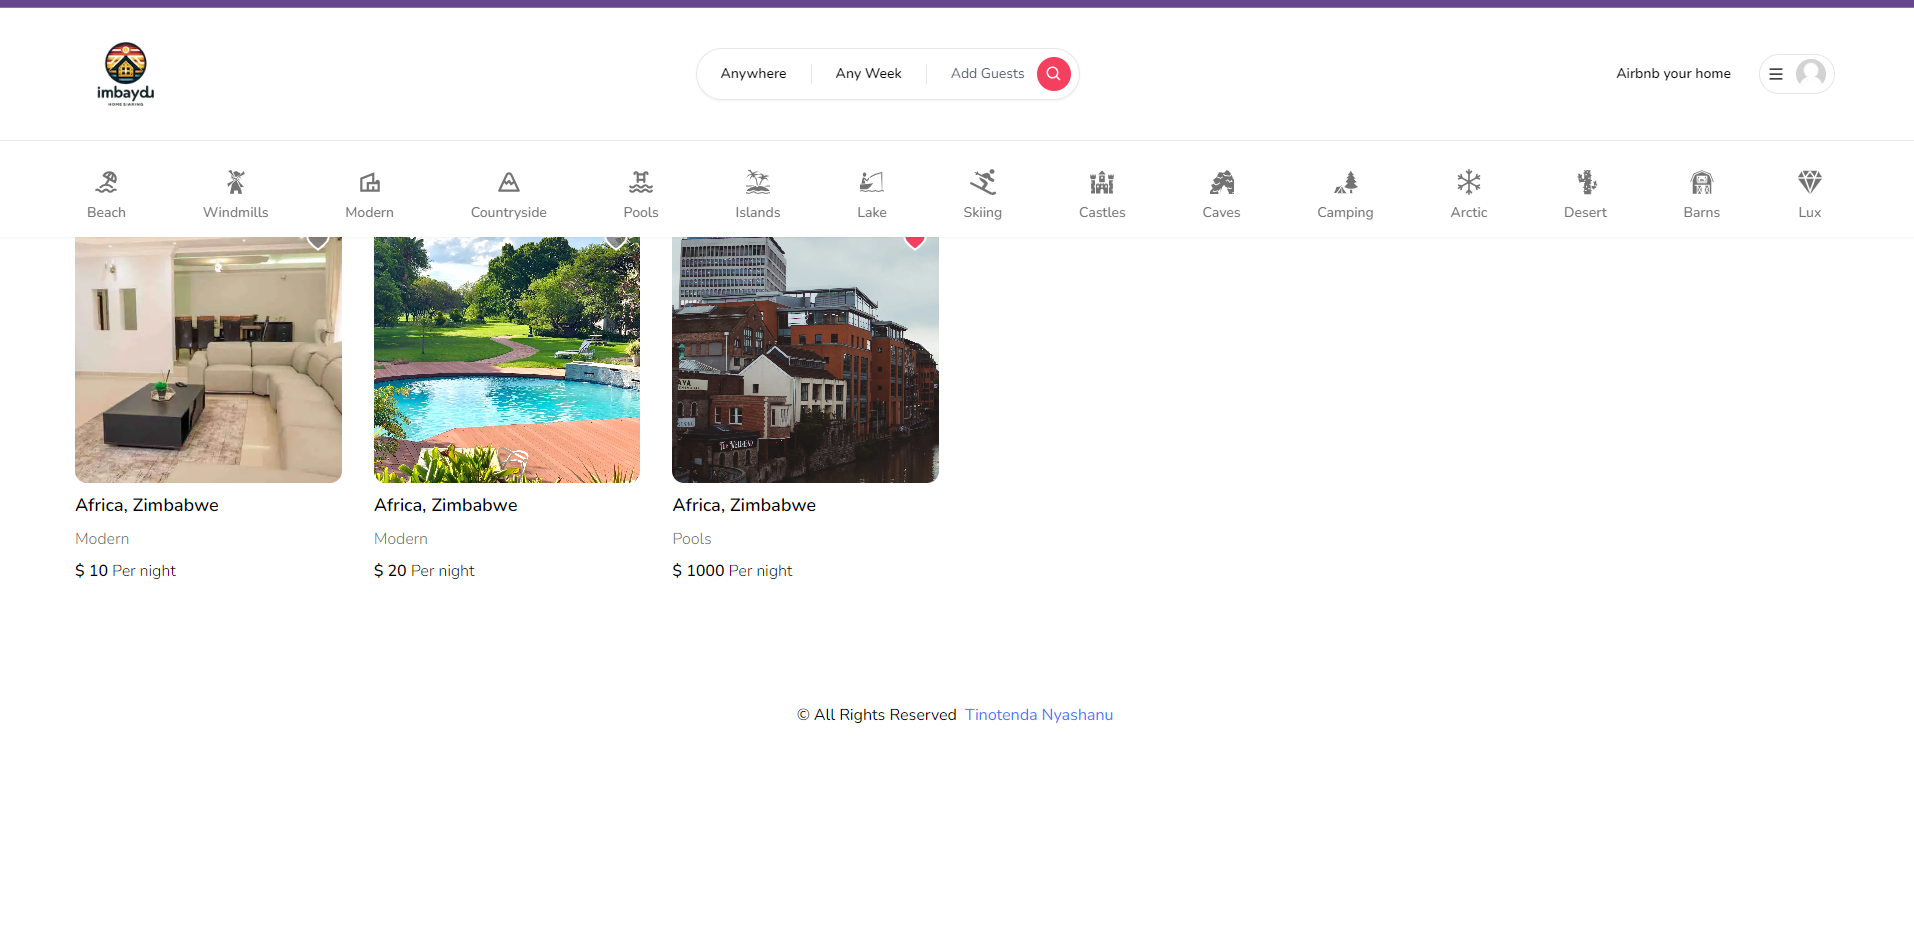 imbaydu
HOME SHARING
Anywhere
Any Week
Add Guests
Airbnb your home
Beach
Windmills
Modern
Countryside
Pools
Islands
Lake
Skiing
Castles
Caves
Camping
Arctic
Desert
Barns
Lux
Africa, Zimbabwe
Modern
$ 10 Per night
Africa, Zimbabwe
Modern
$ 20 Per night
Africa, Zimbabwe
Pools
$ 1000 Per night
© All Rights Reserved Tinotenda Nyashanu